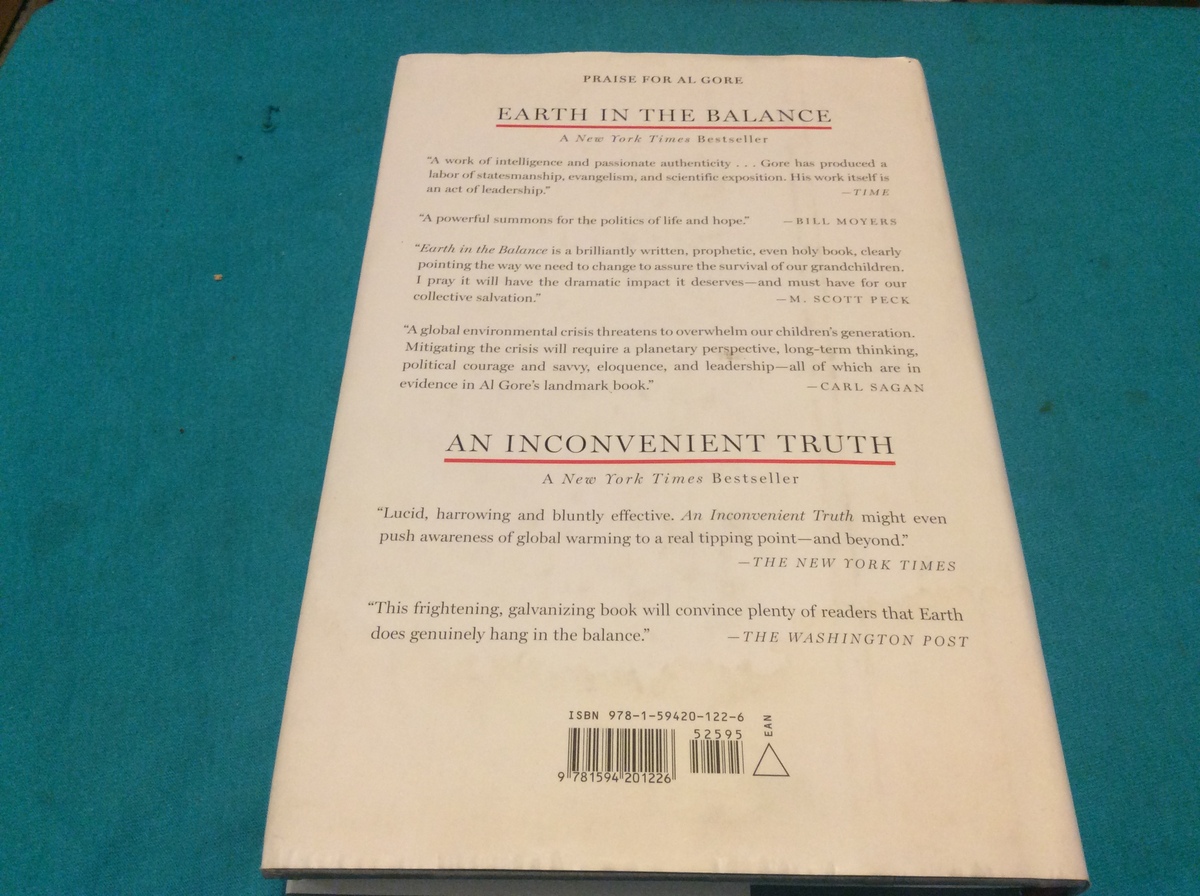 PRAISE FOR AL GORE
EARTH IN THE BALANCE
A New York Times Bestseller
“A work of intelligence and passionate authenticity . . . Gore has produced a
labor of statesmanship, evangelism, and scientific exposition. His work itself is
an act of leadership.” —TIME
“A powerful summons for the politics of life and hope.” —BILL MOYERS
“Earth in the Balance is a brilliantly written, prophetic, even holy book, clearly
pointing the way we need to change to assure the survival of our grandchildren.
I pray it will have the dramatic impact it deserves—and must have for our
collective salvation.” —M. SCOTT PECK
“A global environmental crisis threatens to overwhelm our children’s generation.
Mitigating the crisis will require a planetary perspective, long-term thinking,
political courage and savvy, eloquence, and leadership—all of which are in
evidence in Al Gore’s landmark book.” —CARL SAGAN
AN INCONVENIENT TRUTH
A New York Times Bestseller
“Lucid, harrowing and bluntly effective. An Inconvenient Truth might even
push awareness of global warming to a real tipping point—and beyond.”
—THE NEW YORK TIMES
“This frightening, galvanizing book will convince plenty of readers that Earth
does genuinely hang in the balance.” —THE WASHINGTON POST
ISBN 978-1-59420-122-6
52595
EAN
9 781594 201226